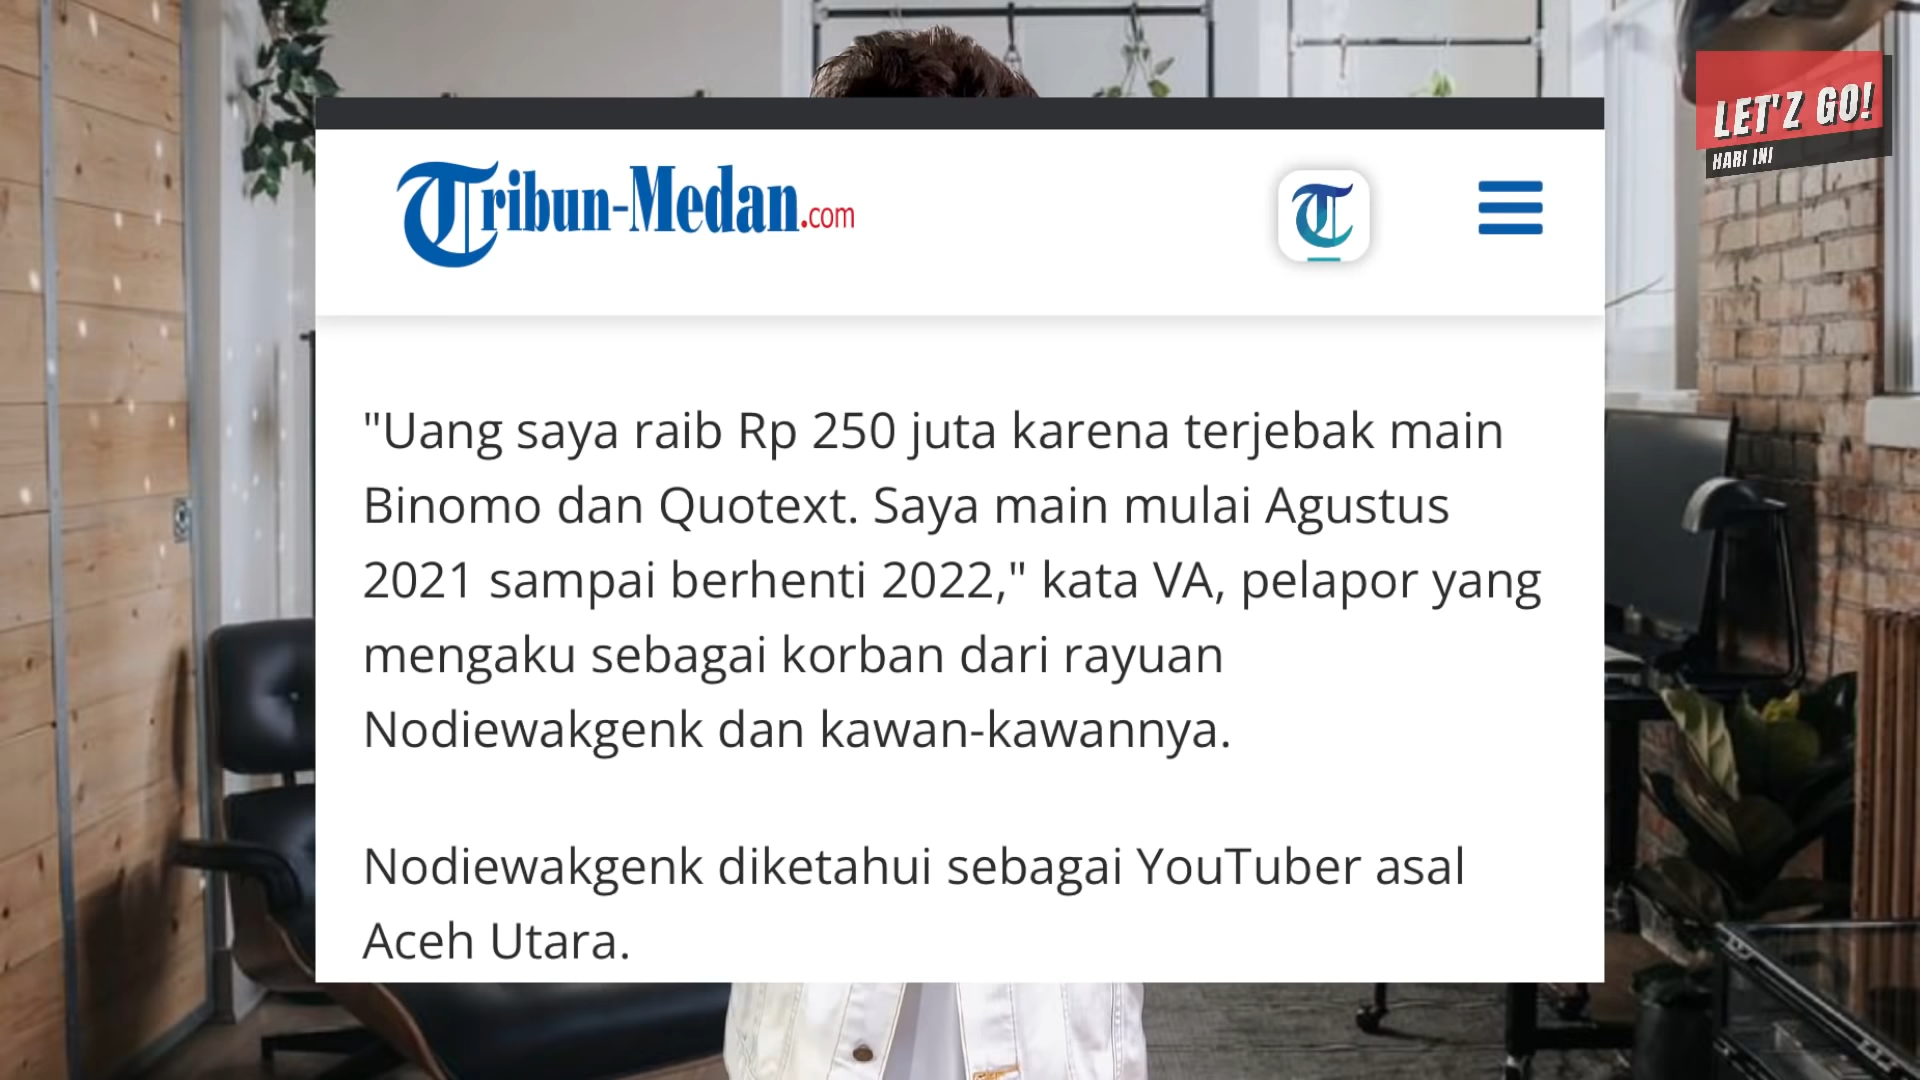 LET'Z GO!
HARI INI
Tribun-Medan.com
"Uang saya raib Rp 250 juta karena terjebak main
Binomo dan Quotext. Saya main mulai Agustus
2021 sampai berhenti 2022," kata VA, pelapor yang
mengaku sebagai korban dari rayuan
Nodiewakgenk dan kawan-kawannya.
Nodiewakgenk diketahui sebagai YouTuber asal
Aceh Utara.